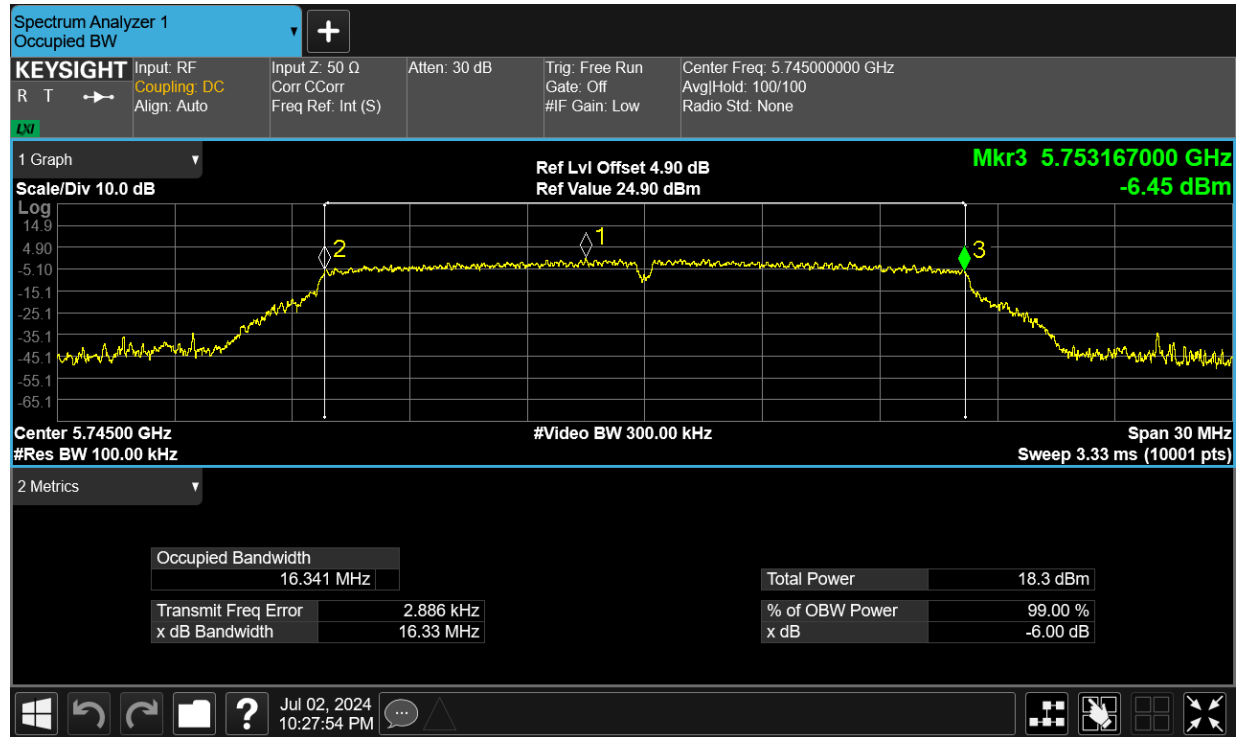 Spectrum Analyzer 1
Occupied BW
+
KEYSIGHT
R T
LXI
Input: RF
Coupling: DC
Align: Auto
Input Z: 50 Ω
Corr CCorr
Freq Ref: Int (S)
Atten: 30 dB
Trig: Free Run
Gate: Off
#IF Gain: Low
Center Freq: 5.745000000 GHz
Avg|Hold: 100/100
Radio Std: None
1 Graph
Scale/Div 10.0 dB
Ref Lvl Offset 4.90 dB
Ref Value 24.90 dBm
Mkr3 5.753167000 GHz
-6.45 dBm
Log
14.9
4.90
-5.10
-15.1
-25.1
-35.1
-45.1
-55.1
-65.1
2
1
3
Center 5.74500 GHz
#Video BW 300.00 kHz
Span 30 MHz
#Res BW 100.00 kHz
Sweep 3.33 ms (10001 pts)
2 Metrics
Occupied Bandwidth
16.341 MHz
Transmit Freq Error 2.886 kHz
x dB Bandwidth 16.33 MHz
Total Power 18.3 dBm
% of OBW Power 99.00 %
x dB -6.00 dB
?
Jul 02, 2024
10:27:54 PM